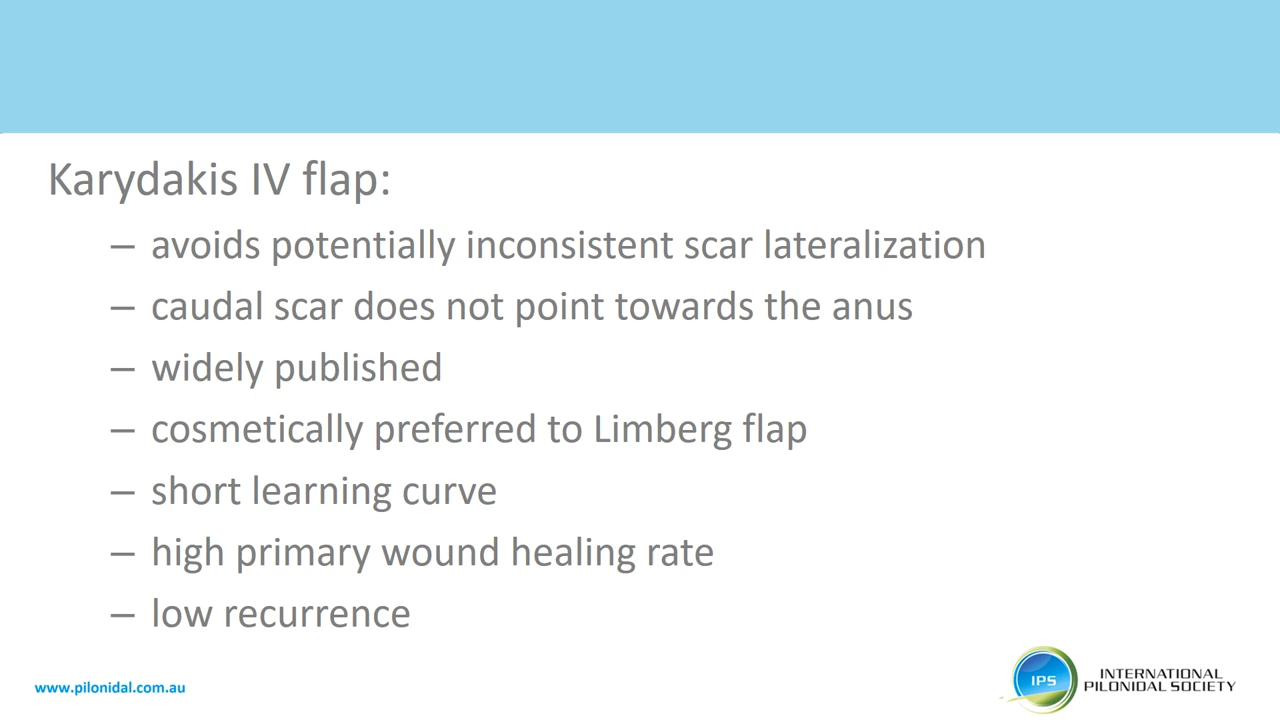 Karydakis IV flap:
– avoids potentially inconsistent scar lateralization
– caudal scar does not point towards the anus
– widely published
– cosmetically preferred to Limberg flap
– short learning curve
– high primary wound healing rate
– low recurrence
www.pilonidal.com.au
IPS
INTERNATIONAL
PILONIDAL SOCIETY